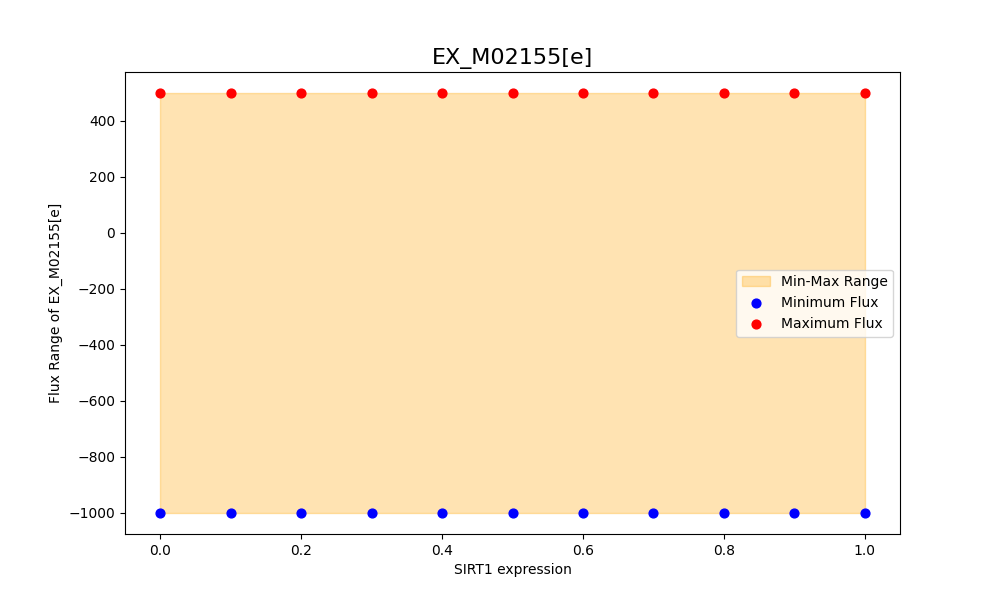 EX_M02155[e]
Flux Range of EX_M02155[e]
400
200
0
−200
−400
−600
−800
−1000
Min-Max Range
Minimum Flux
Maximum Flux
0.0 0.2 0.4 0.6 0.8 1.0
SIRT1 expression